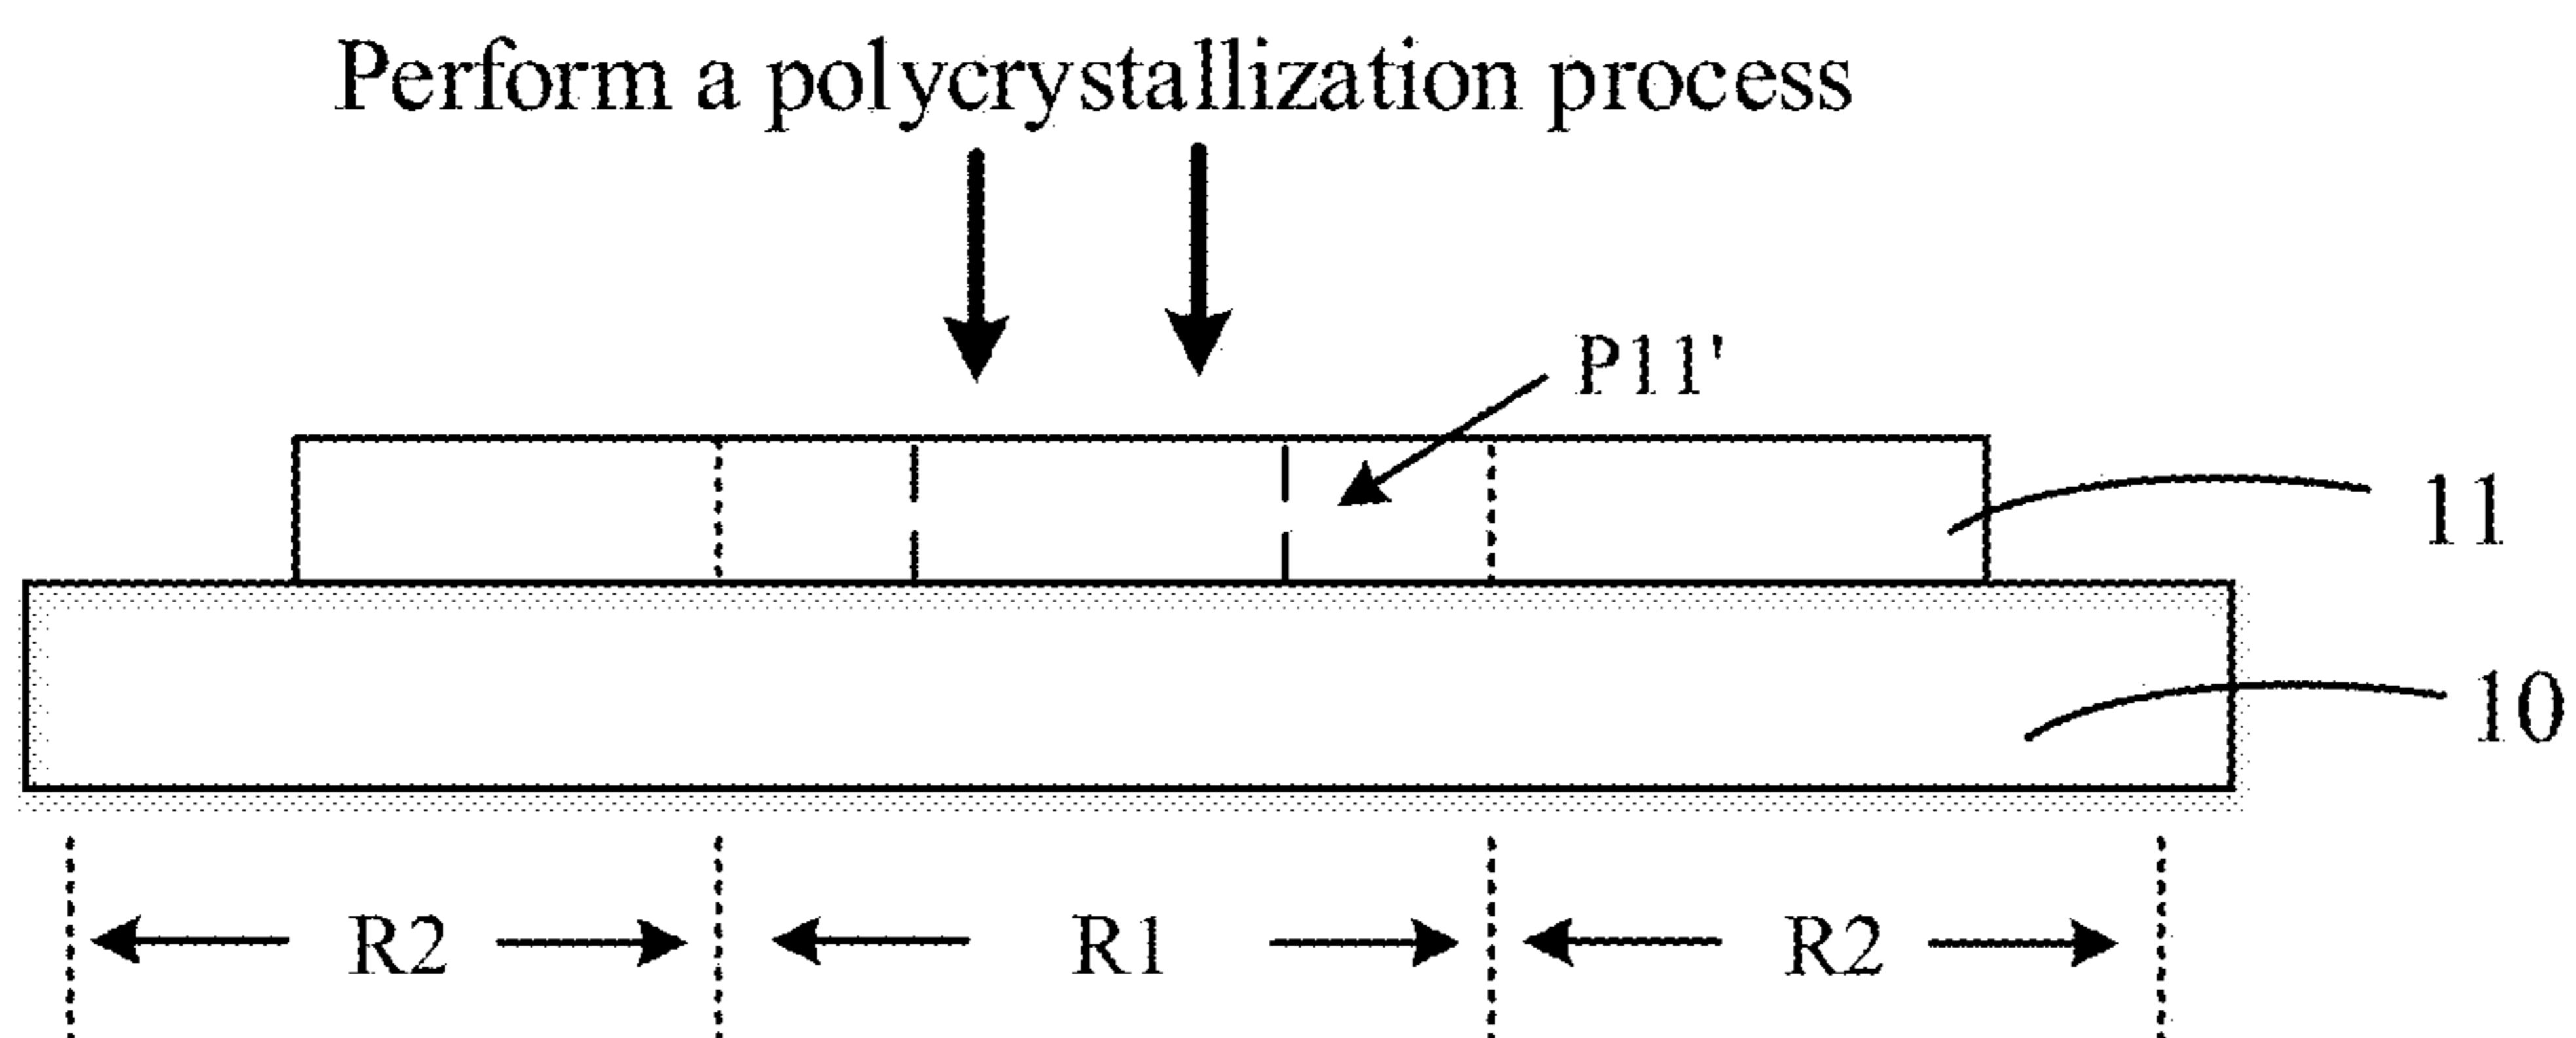 Perform a polycrystallization process
P11'
11
10
R2 R1 R2